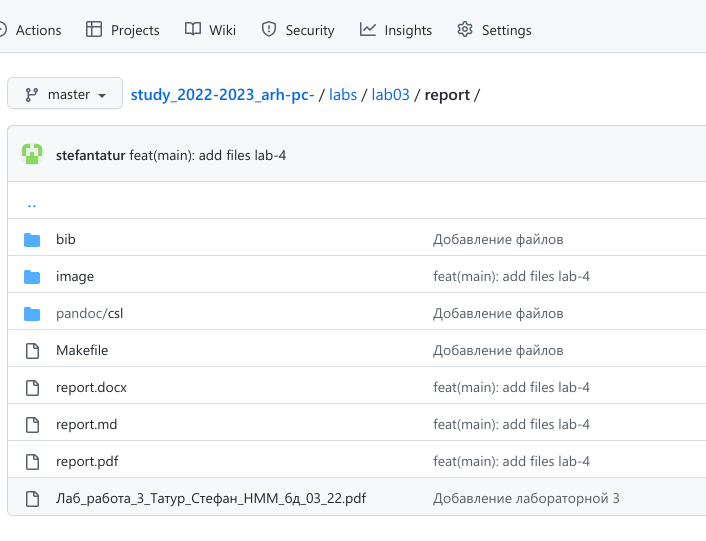 Actions Projects Wiki Security Insights Settings
master study_2022-2023_arh-pc- / labs / lab03 / report /
stefantatur feat(main): add files lab-4
..
bib Добавление файлов
image feat(main): add files lab-4
pandoc/csl Добавление файлов
Makefile Добавление файлов
report.docx feat(main): add files lab-4
report.md feat(main): add files lab-4
report.pdf feat(main): add files lab-4
Лаб_работа_3_Татур_Стефан_НММ_бд_03_22.pdf Добавление лабораторной 3